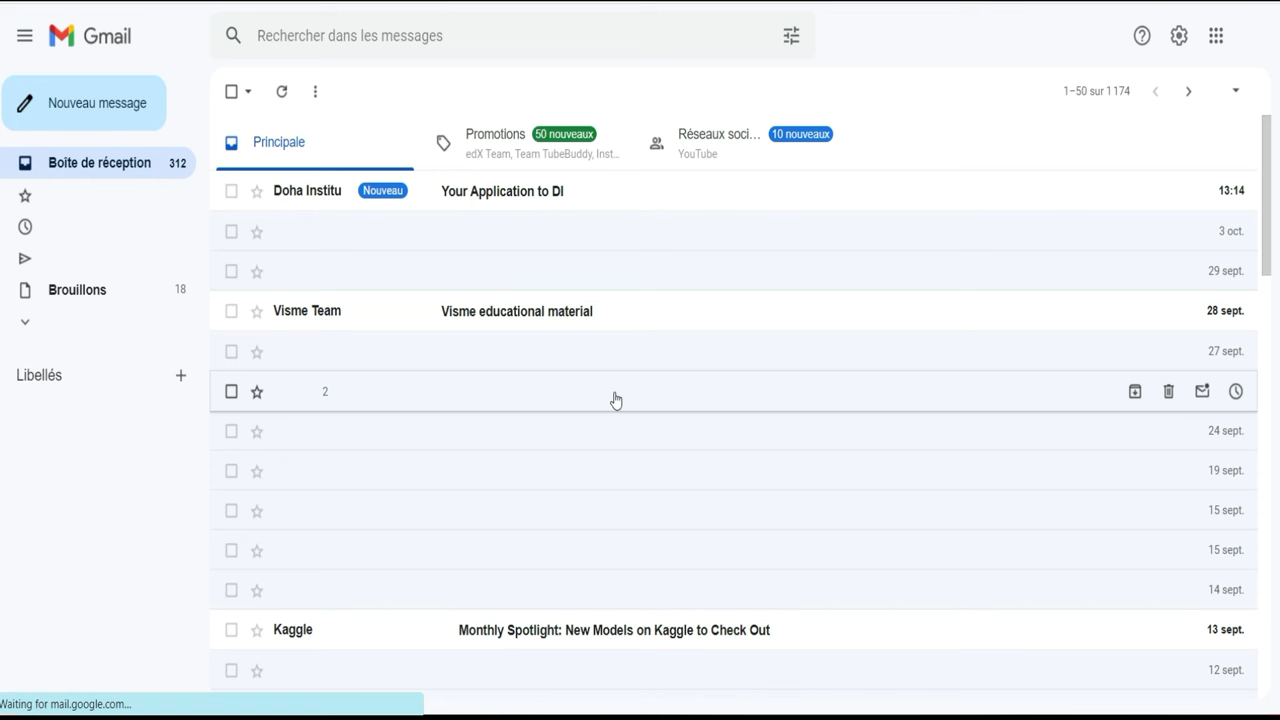 Gmail
Rechercher dans les messages
Nouveau message
1–50 sur 1 174
Principale
Promotions 50 nouveaux
edX Team, Team TubeBuddy, Inst...
Réseaux soci... 10 nouveaux
YouTube
Boîte de réception 312
Brouillons 18
Libellés
Doha Institu Nouveau Your Application to DI 13:14
3 oct.
29 sept.
Visme Team Visme educational material 28 sept.
27 sept.
2
24 sept.
19 sept.
15 sept.
15 sept.
14 sept.
Kaggle Monthly Spotlight: New Models on Kaggle to Check Out 13 sept.
12 sept.
Waiting for mail.google.com...